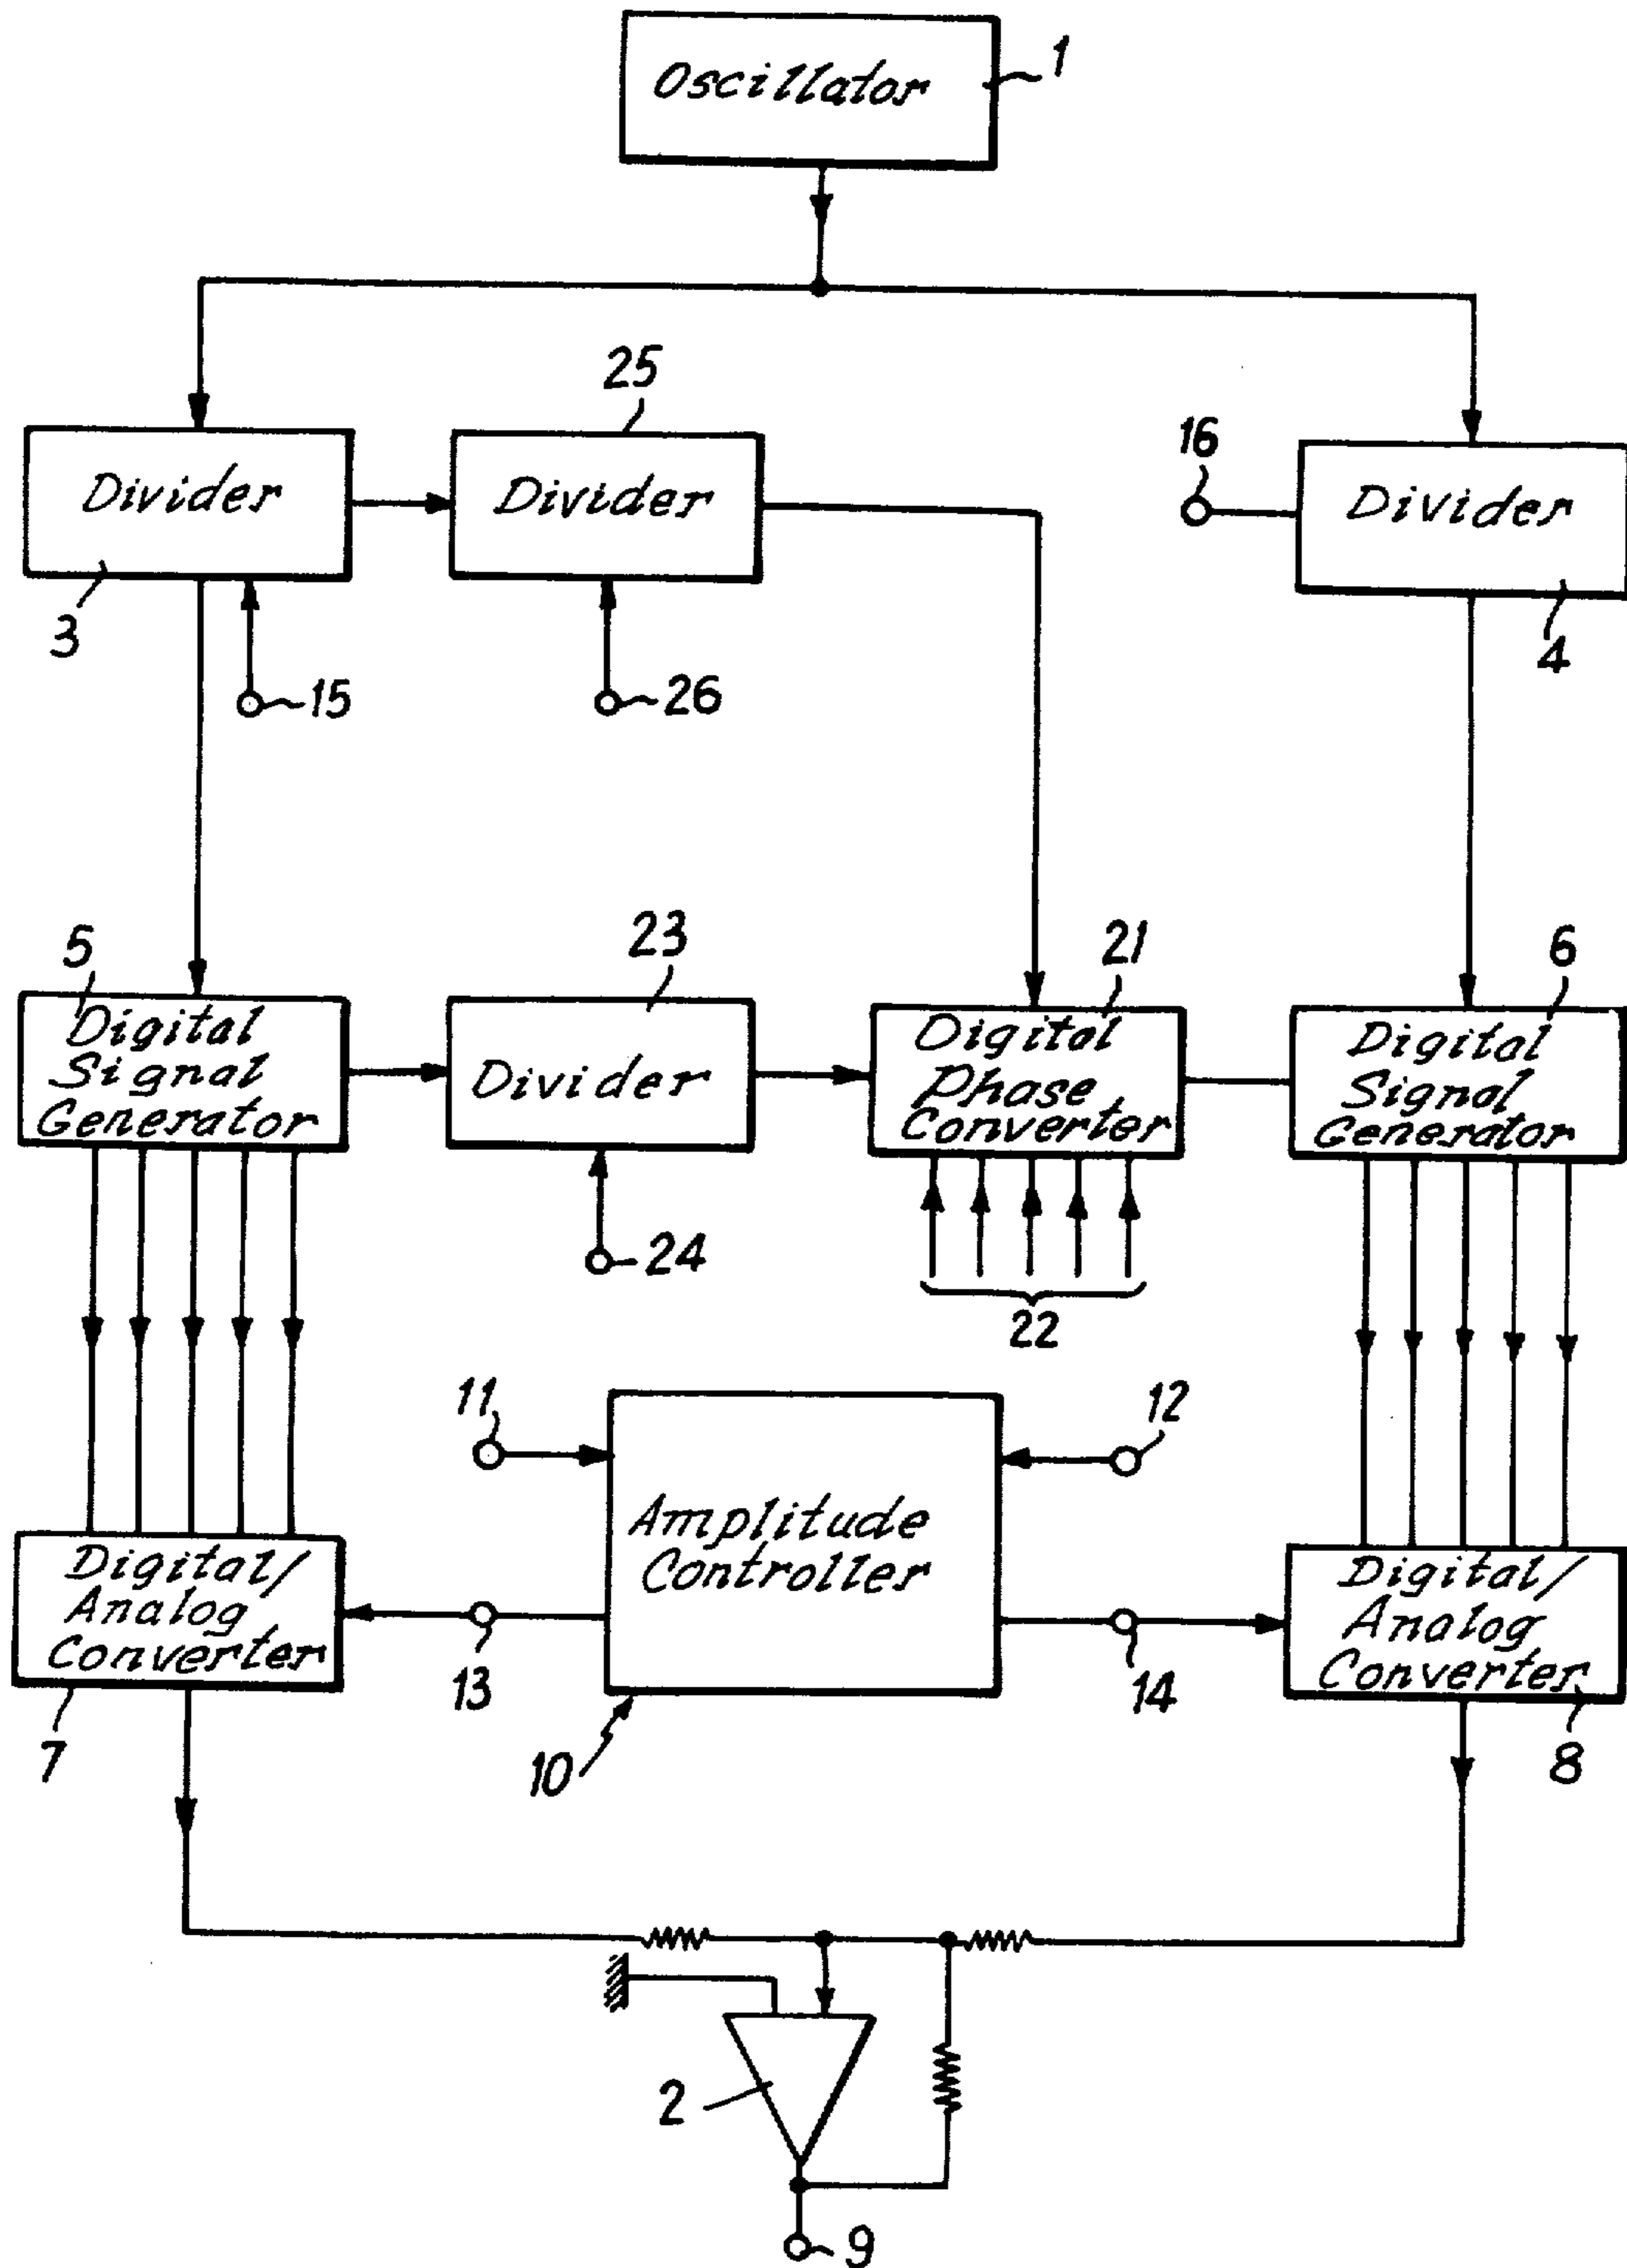 Oscillator
1
25
16
Divider
Divider
Divider
3
15
26
4
5
23
21
6
Digital
Signal
Generator
Divider
Digital
Phase
Converter
Digital
Signal
Generator
24
22
11
12
Amplitude
Controller
Digital/
Analog
Converter
Digital/
Analog
Converter
13
14
7
10
8
2
9